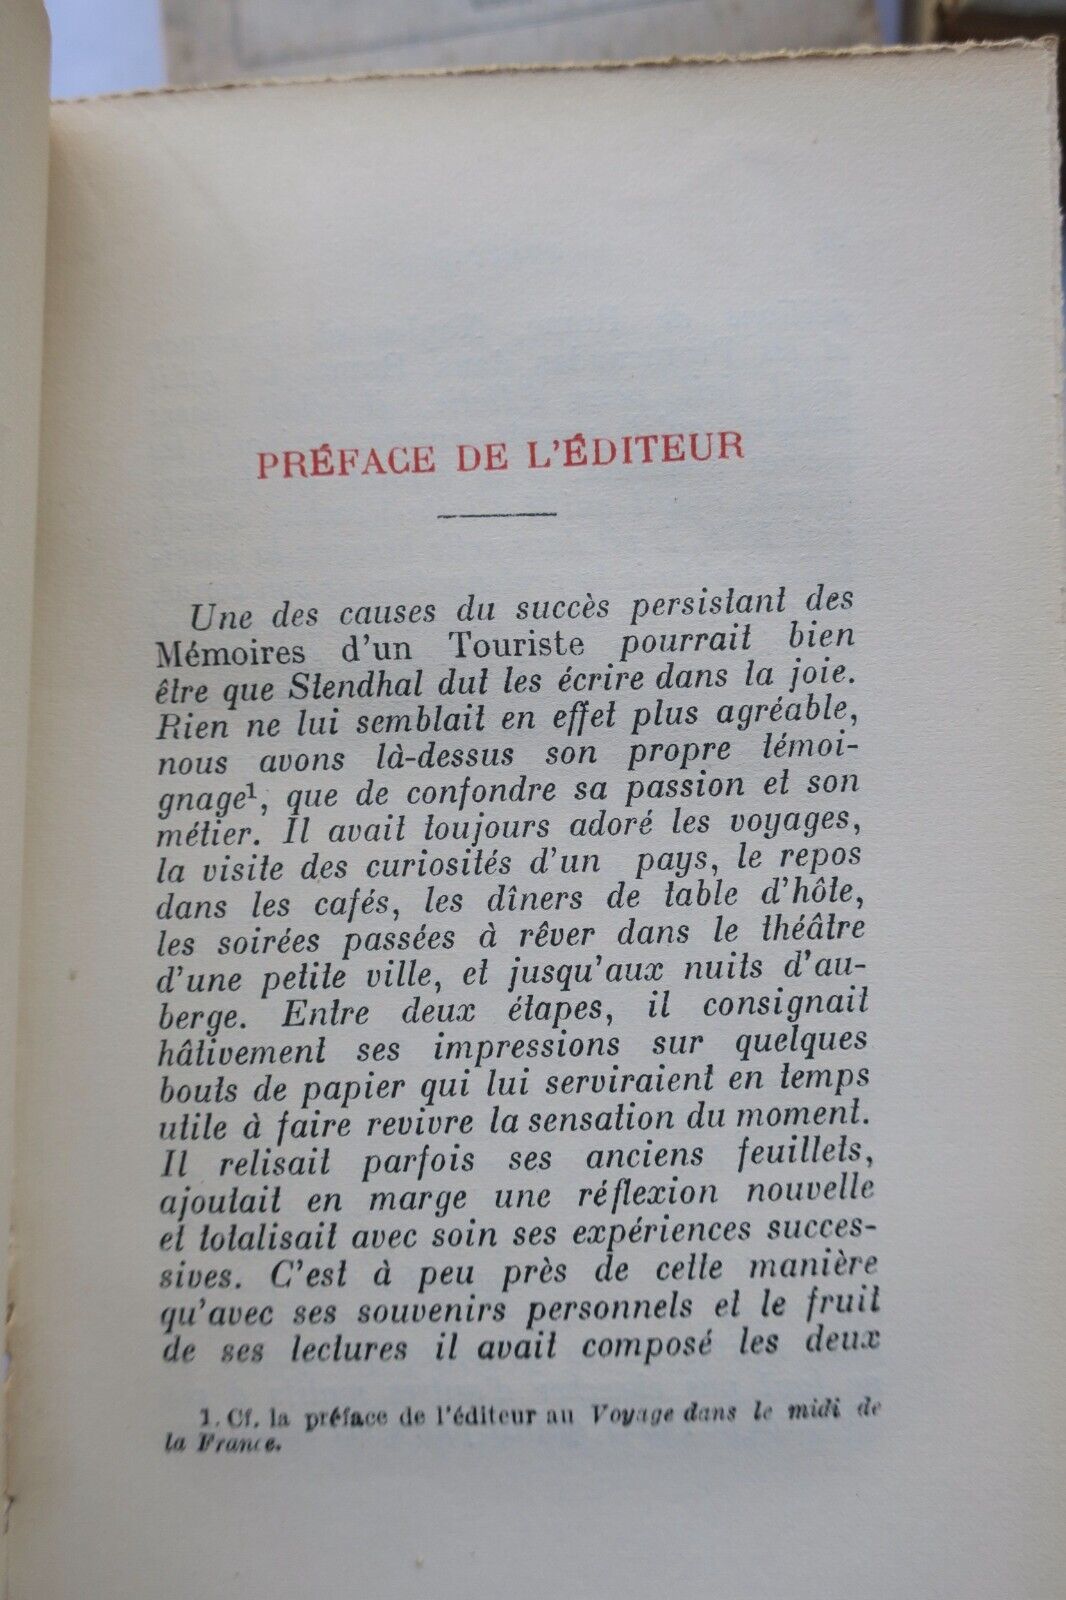 PRÉFACE DE L'ÉDITEUR
Une des causes du succès persistant des
Mémoires d'un Touriste pourrait bien
être que Stendhal dut les écrire dans la joie.
Rien ne lui semblait en effet plus agréable,
nous avons là-dessus son propre témoi-
gnage¹, que de confondre sa passion et son
métier. Il avait toujours adoré les voyages,
la visite des curiosités d'un pays, le repos
dans les cafés, les dîners de table d'hôte,
les soirées passées à rêver dans le théâtre
d'une petite ville, et jusqu'aux nuits d'au-
berge. Entre deux étapes, il consignait
hâtivement ses impressions sur quelques
bouts de papier qui lui serviraient en temps
utile à faire revivre la sensation du moment.
Il relisait parfois ses anciens feuillets,
ajoutait en marge une réflexion nouvelle
et totalisait avec soin ses expériences succes-
sives. C'est à peu près de cette manière
qu'avec ses souvenirs personnels et le fruit
de ses lectures il avait composé les deux
1. Cf. la préface de l'éditeur au Voyage dans le midi de
la France.